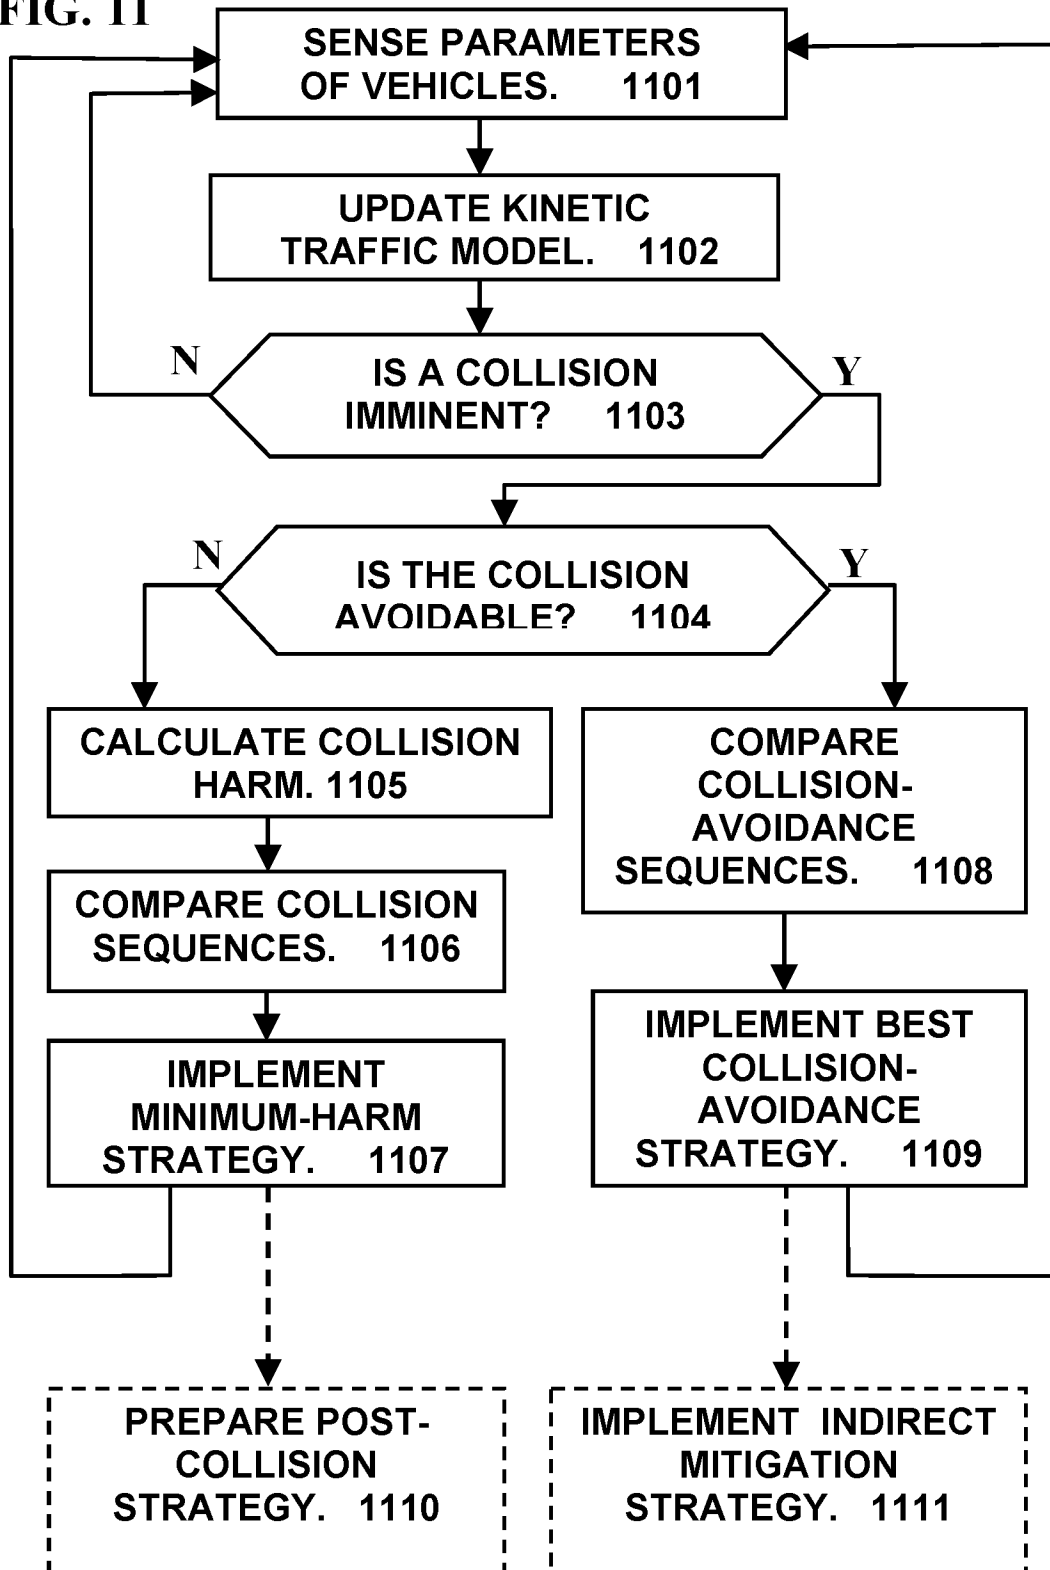 FIG. 11
SENSE PARAMETERS
OF VEHICLES. 1101
UPDATE KINETIC
TRAFFIC MODEL. 1102
N
IS A COLLISION
IMMINENT? 1103
Y
N
IS THE COLLISION
AVOIDABLE? 1104
Y
CALCULATE COLLISION
HARM. 1105
COMPARE COLLISION
SEQUENCES. 1106
IMPLEMENT
MINIMUM-HARM
STRATEGY. 1107
COMPARE
COLLISION-
AVOIDANCE
SEQUENCES. 1108
IMPLEMENT BEST
COLLISION-
AVOIDANCE
STRATEGY. 1109
PREPARE POST-
COLLISION
STRATEGY. 1110
IMPLEMENT INDIRECT
MITIGATION
STRATEGY. 1111